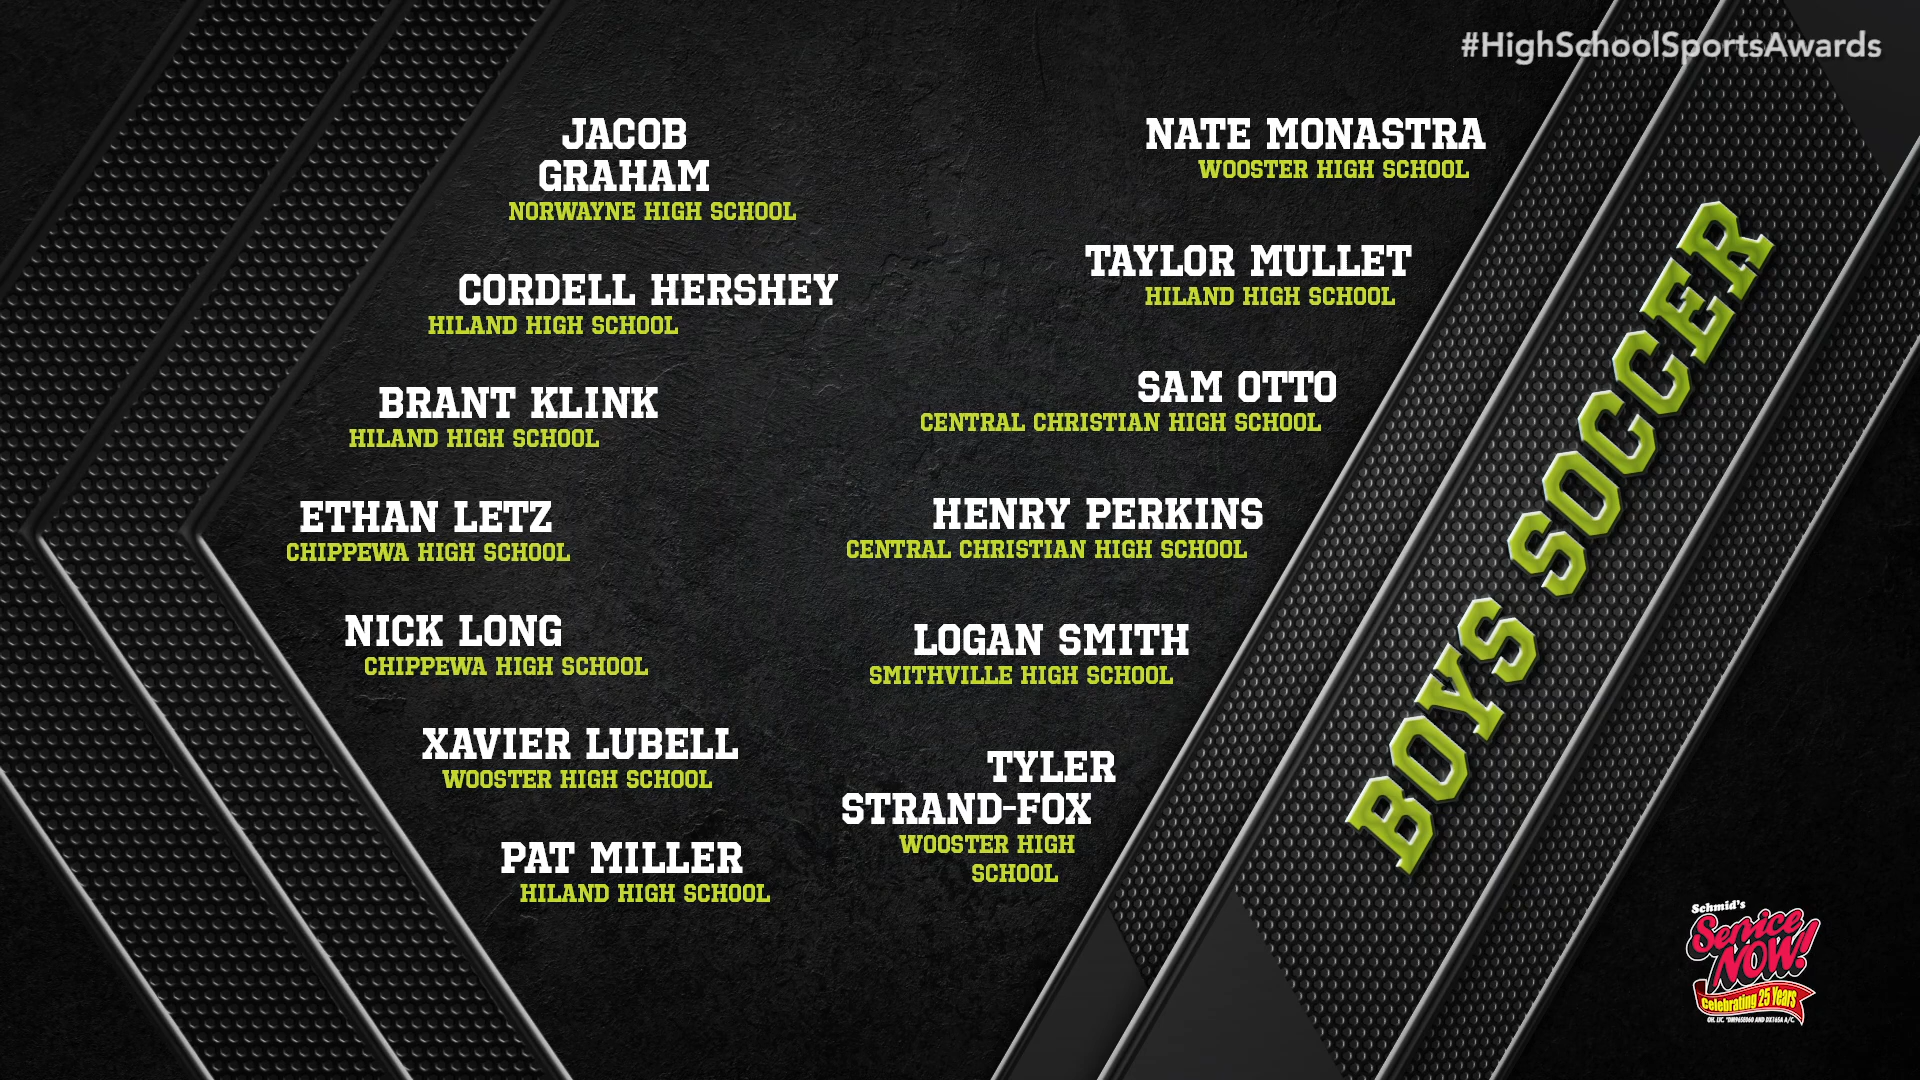 #HighSchoolSportsAwards
JACOB
GRAHAM
NORWAYNE HIGH SCHOOL
CORDELL HERSHEY
HILAND HIGH SCHOOL
BRANT KLINK
HILAND HIGH SCHOOL
ETHAN LETZ
CHIPPEWA HIGH SCHOOL
NICK LONG
CHIPPEWA HIGH SCHOOL
XAVIER LUBELL
WOOSTER HIGH SCHOOL
PAT MILLER
HILAND HIGH SCHOOL
NATE MONASTRA
WOOSTER HIGH SCHOOL
TAYLOR MULLET
HILAND HIGH SCHOOL
SAM OTTO
CENTRAL CHRISTIAN HIGH SCHOOL
HENRY PERKINS
CENTRAL CHRISTIAN HIGH SCHOOL
LOGAN SMITH
SMITHVILLE HIGH SCHOOL
TYLER
STRAND-FOX
WOOSTER HIGH
SCHOOL
BOYS SOCCER
Schmid's
Service
NOW!
Celebrating 25 Years
OH. LIC.